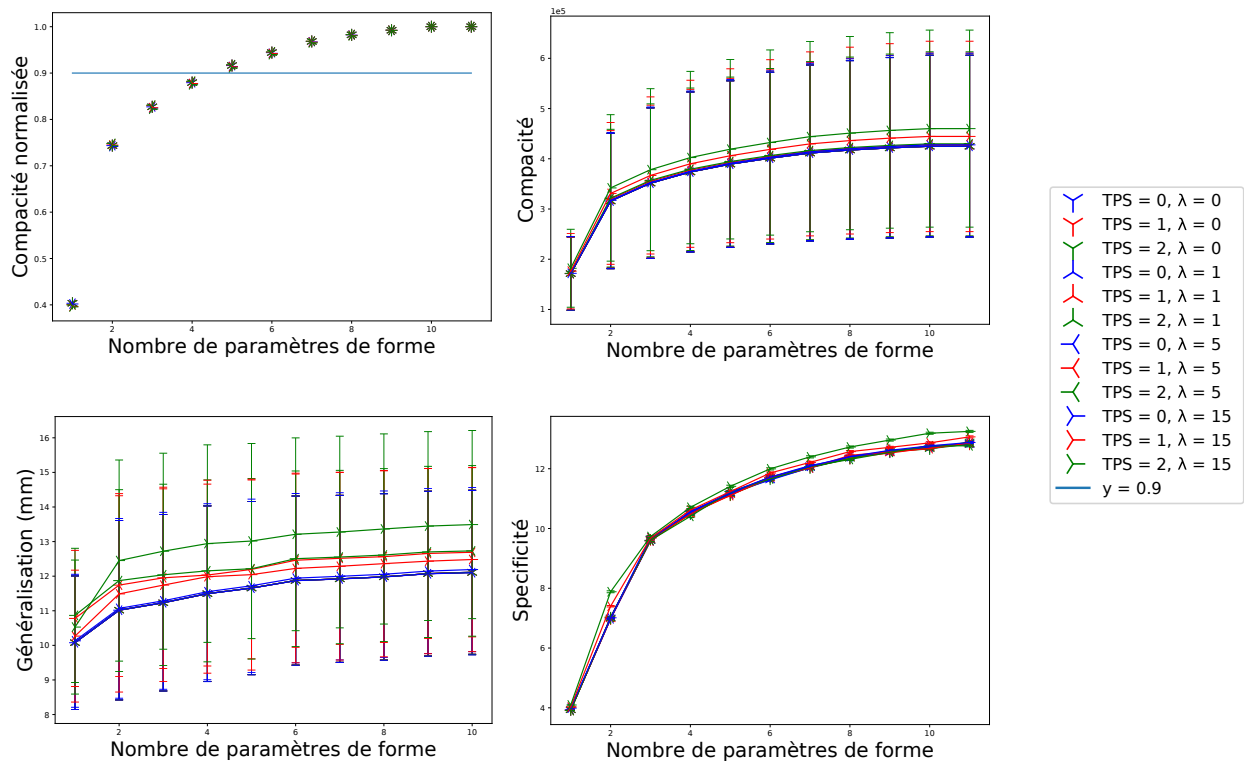 Compacité normalisée
1.0
0.9
0.8
0.7
0.6
0.5
0.4
2
4
6
8
10
Nombre de paramètres de forme
1e5
Compacité
6
5
4
3
2
1
2
4
6
8
10
Nombre de paramètres de forme
Généralisation (mm)
16
15
14
13
12
11
10
9
8
2
4
6
8
10
Nombre de paramètres de forme
Specificité
12
10
8
6
4
2
4
6
8
10
Nombre de paramètres de forme
TPS = 0, λ = 0
TPS = 1, λ = 0
TPS = 2, λ = 0
TPS = 0, λ = 1
TPS = 1, λ = 1
TPS = 2, λ = 1
TPS = 0, λ = 5
TPS = 1, λ = 5
TPS = 2, λ = 5
TPS = 0, λ = 15
TPS = 1, λ = 15
TPS = 2, λ = 15
y = 0.9